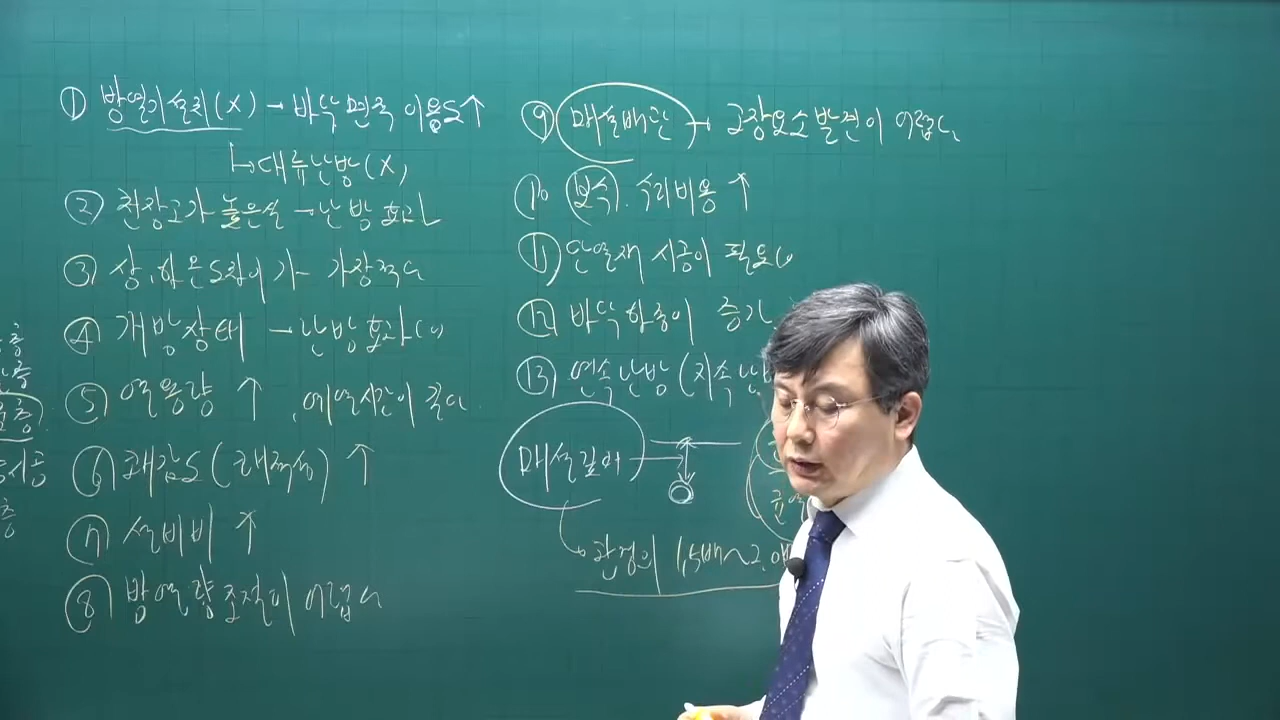 ① 방열기설치(X) → 바닥면적 이용도↑
↳대류난방(X)
② 천장고가 높은실 → 난방효과
③ 상,하 온도차이가 가장적다
④ 개방상태 → 난방효과(o)
⑤ 열용량 ↑ , 예열시간이 길다
⑥ 쾌감도(쾌적성) ↑
⑦ 설비비 ↑
⑧ 방열량 조절이 어렵다
⑨ 매설배관 → 고장요소발견이 어렵다
⑩ 보수. 수리비용 ↑
⑪ 단열재 시공이 필요(o)
⑫ 바닥하중이 증가
⑬ 연속난방 (지속난
매설깊이
관경의 1,5배~2,0배
층
층
시공
층